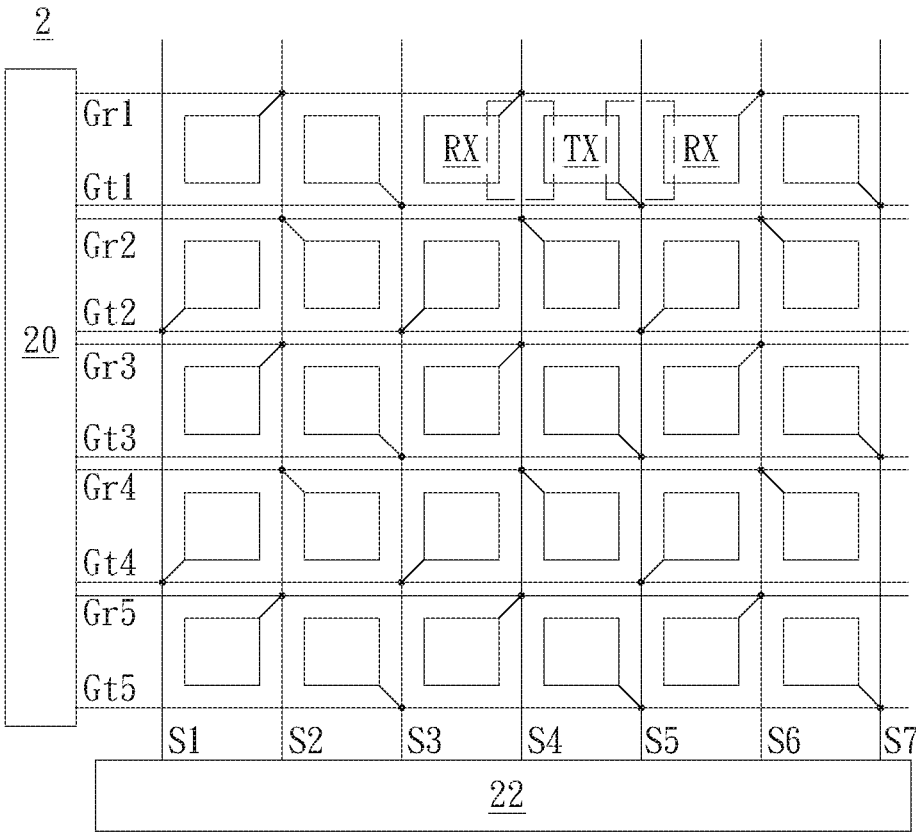 2
Gr1
RX TX RX
Gt1
Gr2
Gt2
20
Gr3
Gt3
Gr4
Gt4
Gr5
Gt5
S1 S2 S3 S4 S5 S6 S7
22